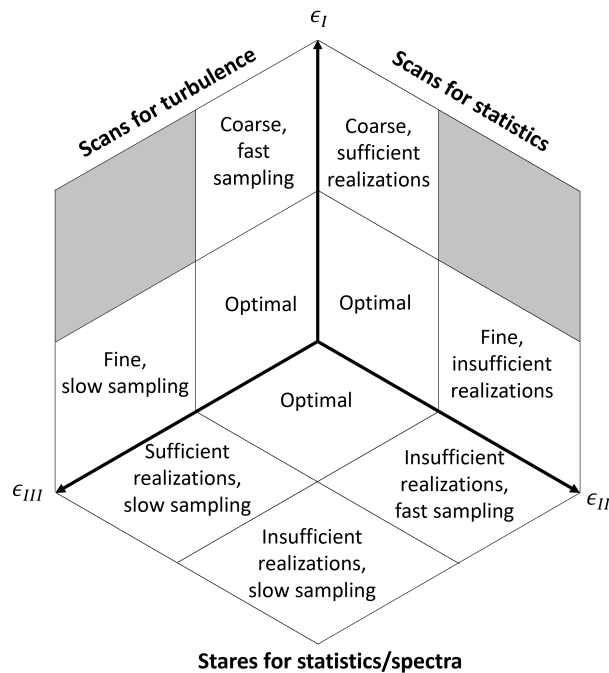 ϵ_I
Scans for turbulence
Scans for statistics
Coarse,
fast
sampling
Coarse,
sufficient
realizations
Optimal
Optimal
Fine,
slow sampling
Fine,
insufficient
realizations
Optimal
ϵ_III
ϵ_II
Sufficient
realizations,
slow sampling
Insufficient
realizations,
fast sampling
Insufficient
realizations,
slow sampling
Stares for statistics/spectra